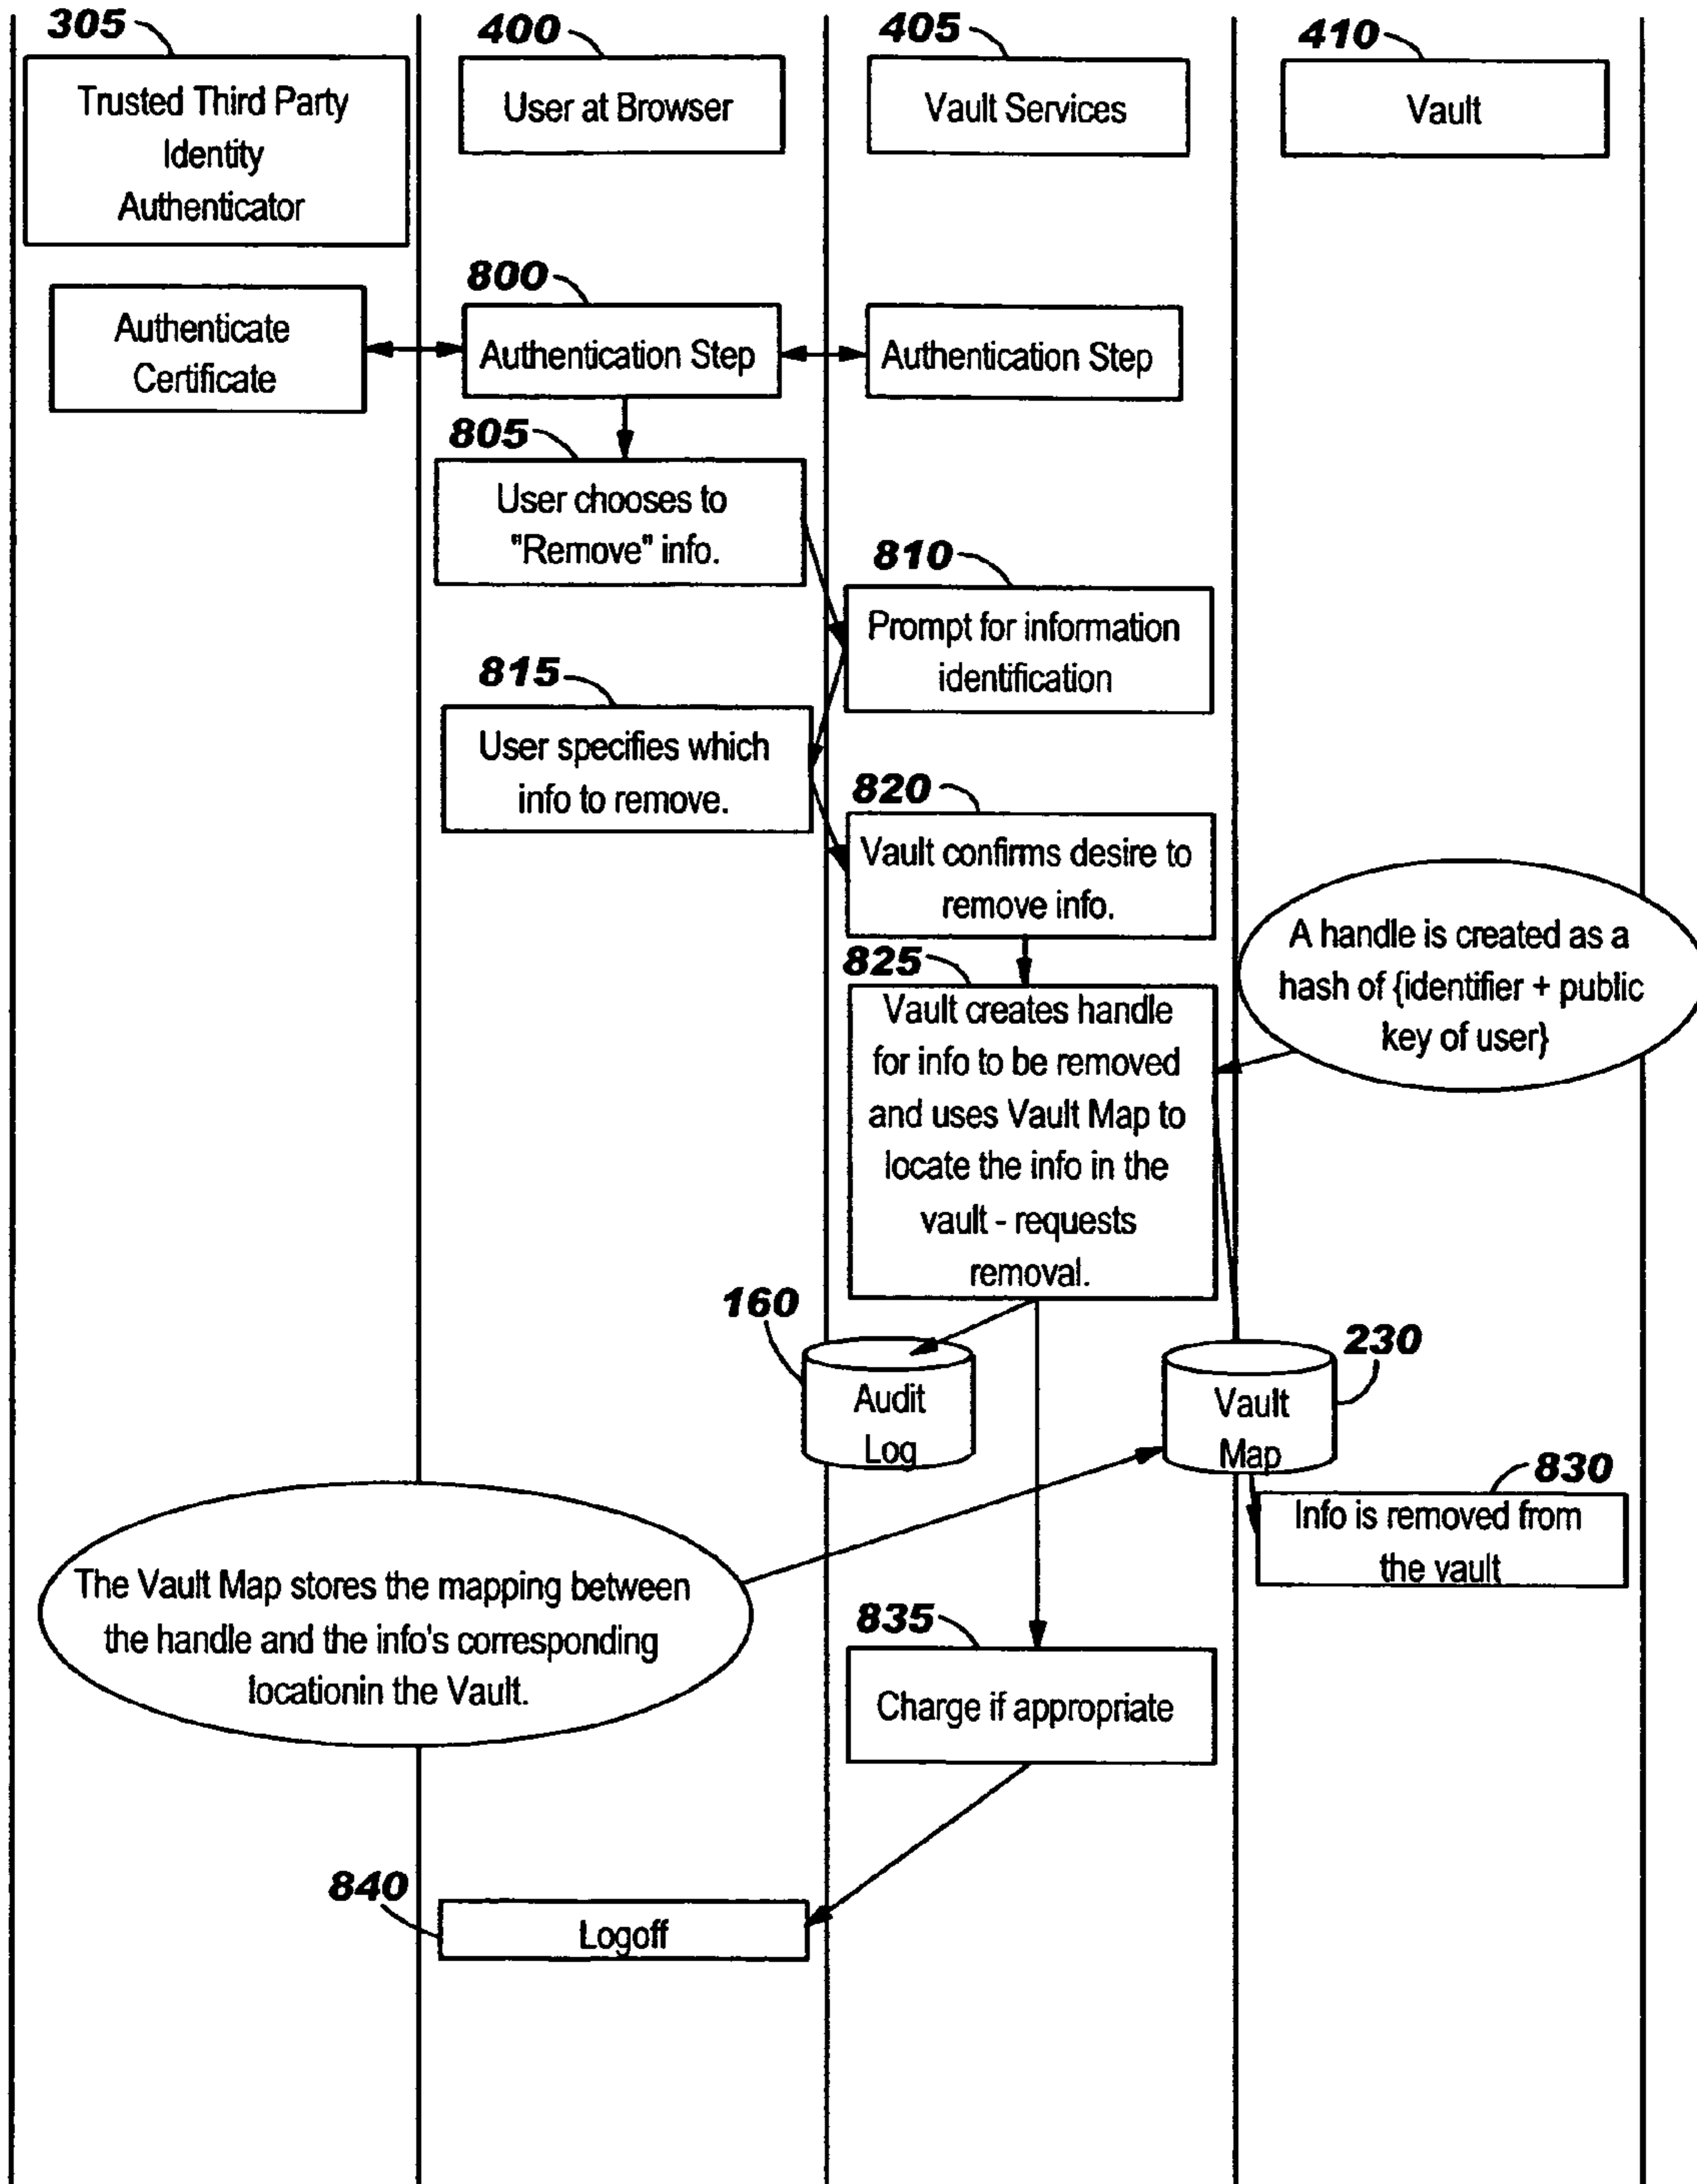 305
400
405
410
Trusted Third Party
Identity
Authenticator
User at Browser
Vault Services
Vault
800
Authenticate
Certificate
Authentication Step
Authentication Step
805
User chooses to
"Remove" info.
810
Prompt for information
identification
815
User specifies which
info to remove.
820
Vault confirms desire to
remove info.
A handle is created as a
hash of {identifier + public
key of user}
825
Vault creates handle
for info to be removed
and uses Vault Map to
locate the info in the
vault - requests
removal.
160
Audit
Log
230
Vault
Map
830
Info is removed from
the vault
The Vault Map stores the mapping between
the handle and the info's corresponding
locationin the Vault.
835
Charge if appropriate
840
Logoff